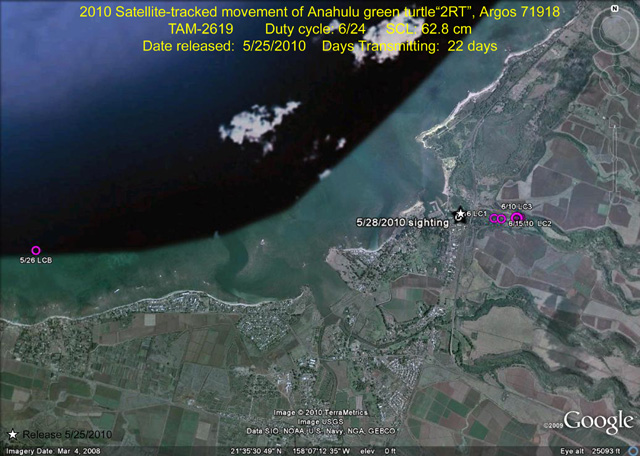 2010 Satellite-tracked movement of Anahulu green turtle“2RT”, Argos 71918
TAM-2619 Duty cycle: 6/24 SCL: 62.8 cm
Date released: 5/25/2010 Days Transmitting: 22 days
N
6/10 LC3
LC1
5/28/2010 sighting
6/15/10 LC2
5/26 LCB
Image © 2010 TerraMetrics
Image USGS
Data SIO, NOAA, U.S. Navy, NGA, GEBCO
©2009 Google
Release 5/25/2010
Imagery Date: Mar 4, 2008 21°35'30.49" N 158°07'12.35" W elev 0 ft Eye alt 25093 ft